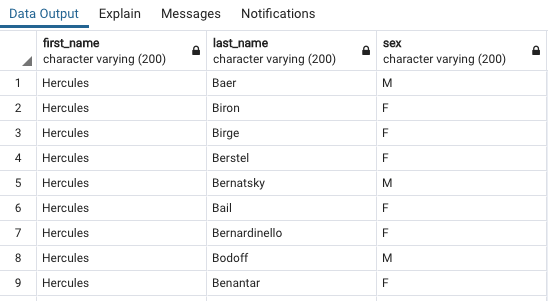 Data Output Explain Messages Notifications
first_name last_name sex
character varying (200) character varying (200) character varying (200)
1 Hercules Baer M
2 Hercules Biron F
3 Hercules Birge F
4 Hercules Berstel F
5 Hercules Bernatsky M
6 Hercules Bail F
7 Hercules Bernardinello F
8 Hercules Bodoff M
9 Hercules Benantar F